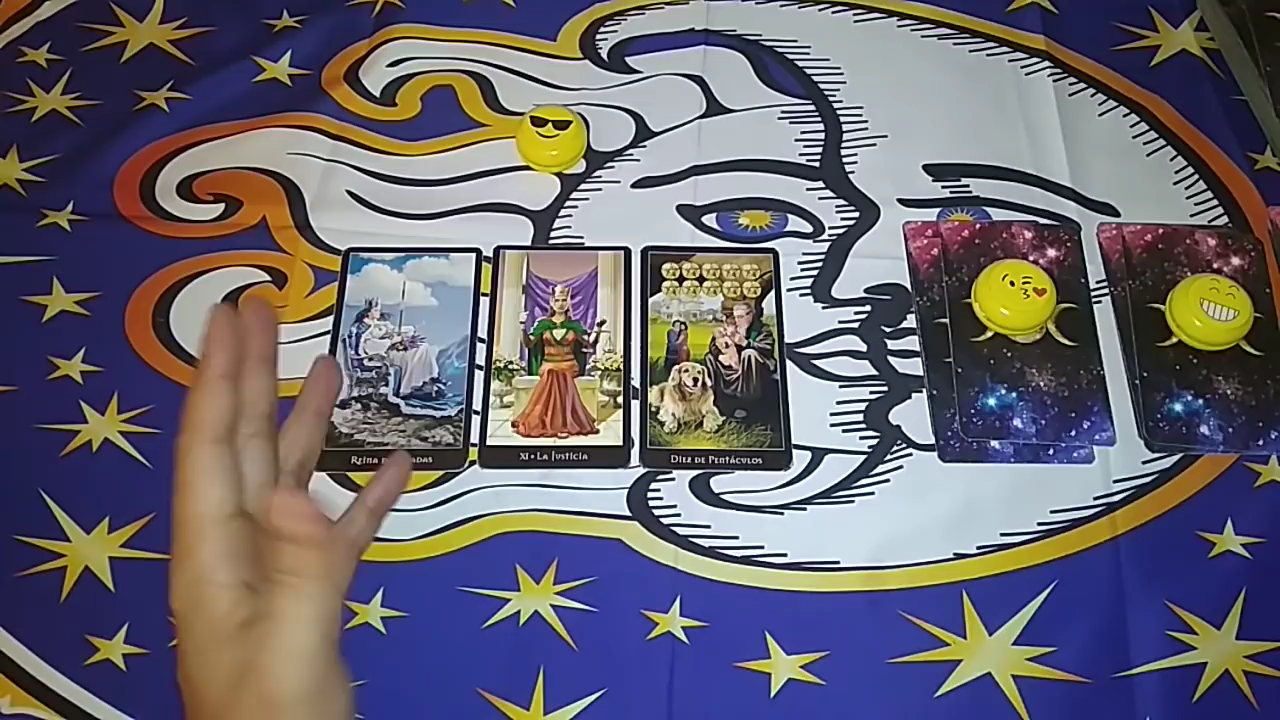 Reina
XI • La Justicia
Diez de Pentáculos